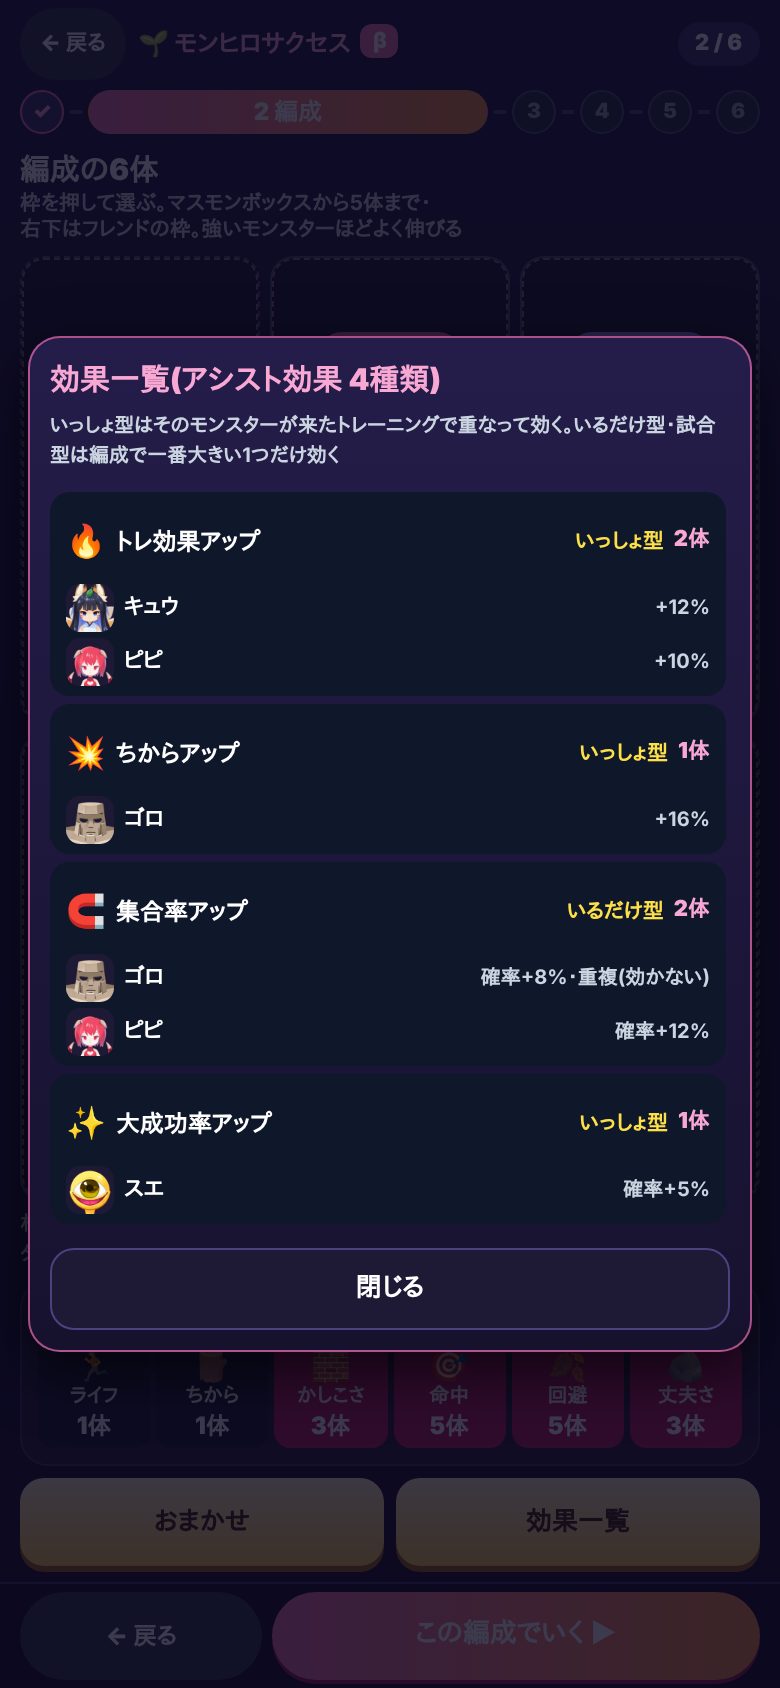 ← 戻る
🌱 モンヒロサクセス β
2 / 6
✓
2 編成
3
4
5
6
編成の6体
枠を押して選ぶ。マスモンボックスから5体まで・
右下はフレンドの枠。強いモンスターほどよく伸びる
効果一覧(アシスト効果 4種類)
いっしょ型はそのモンスターが来たトレーニングで重なって効く。いるだけ型・試合
型は編成で一番大きい1つだけ効く
🔥 トレ効果アップ いっしょ型 2体
キュウ +12%
ピピ +10%
💥 ちからアップ いっしょ型 1体
ゴロ +16%
🧲 集合率アップ いるだけ型 2体
ゴロ 確率+8%・重複(効かない)
ピピ 確率+12%
✨ 大成功率アップ いっしょ型 1体
スエ 確率+5%
閉じる
ライフ ちから かしこさ 命中 回避 丈夫さ
1体 1体 3体 5体 5体 3体
おまかせ 効果一覧
← 戻る この編成でいく ▶